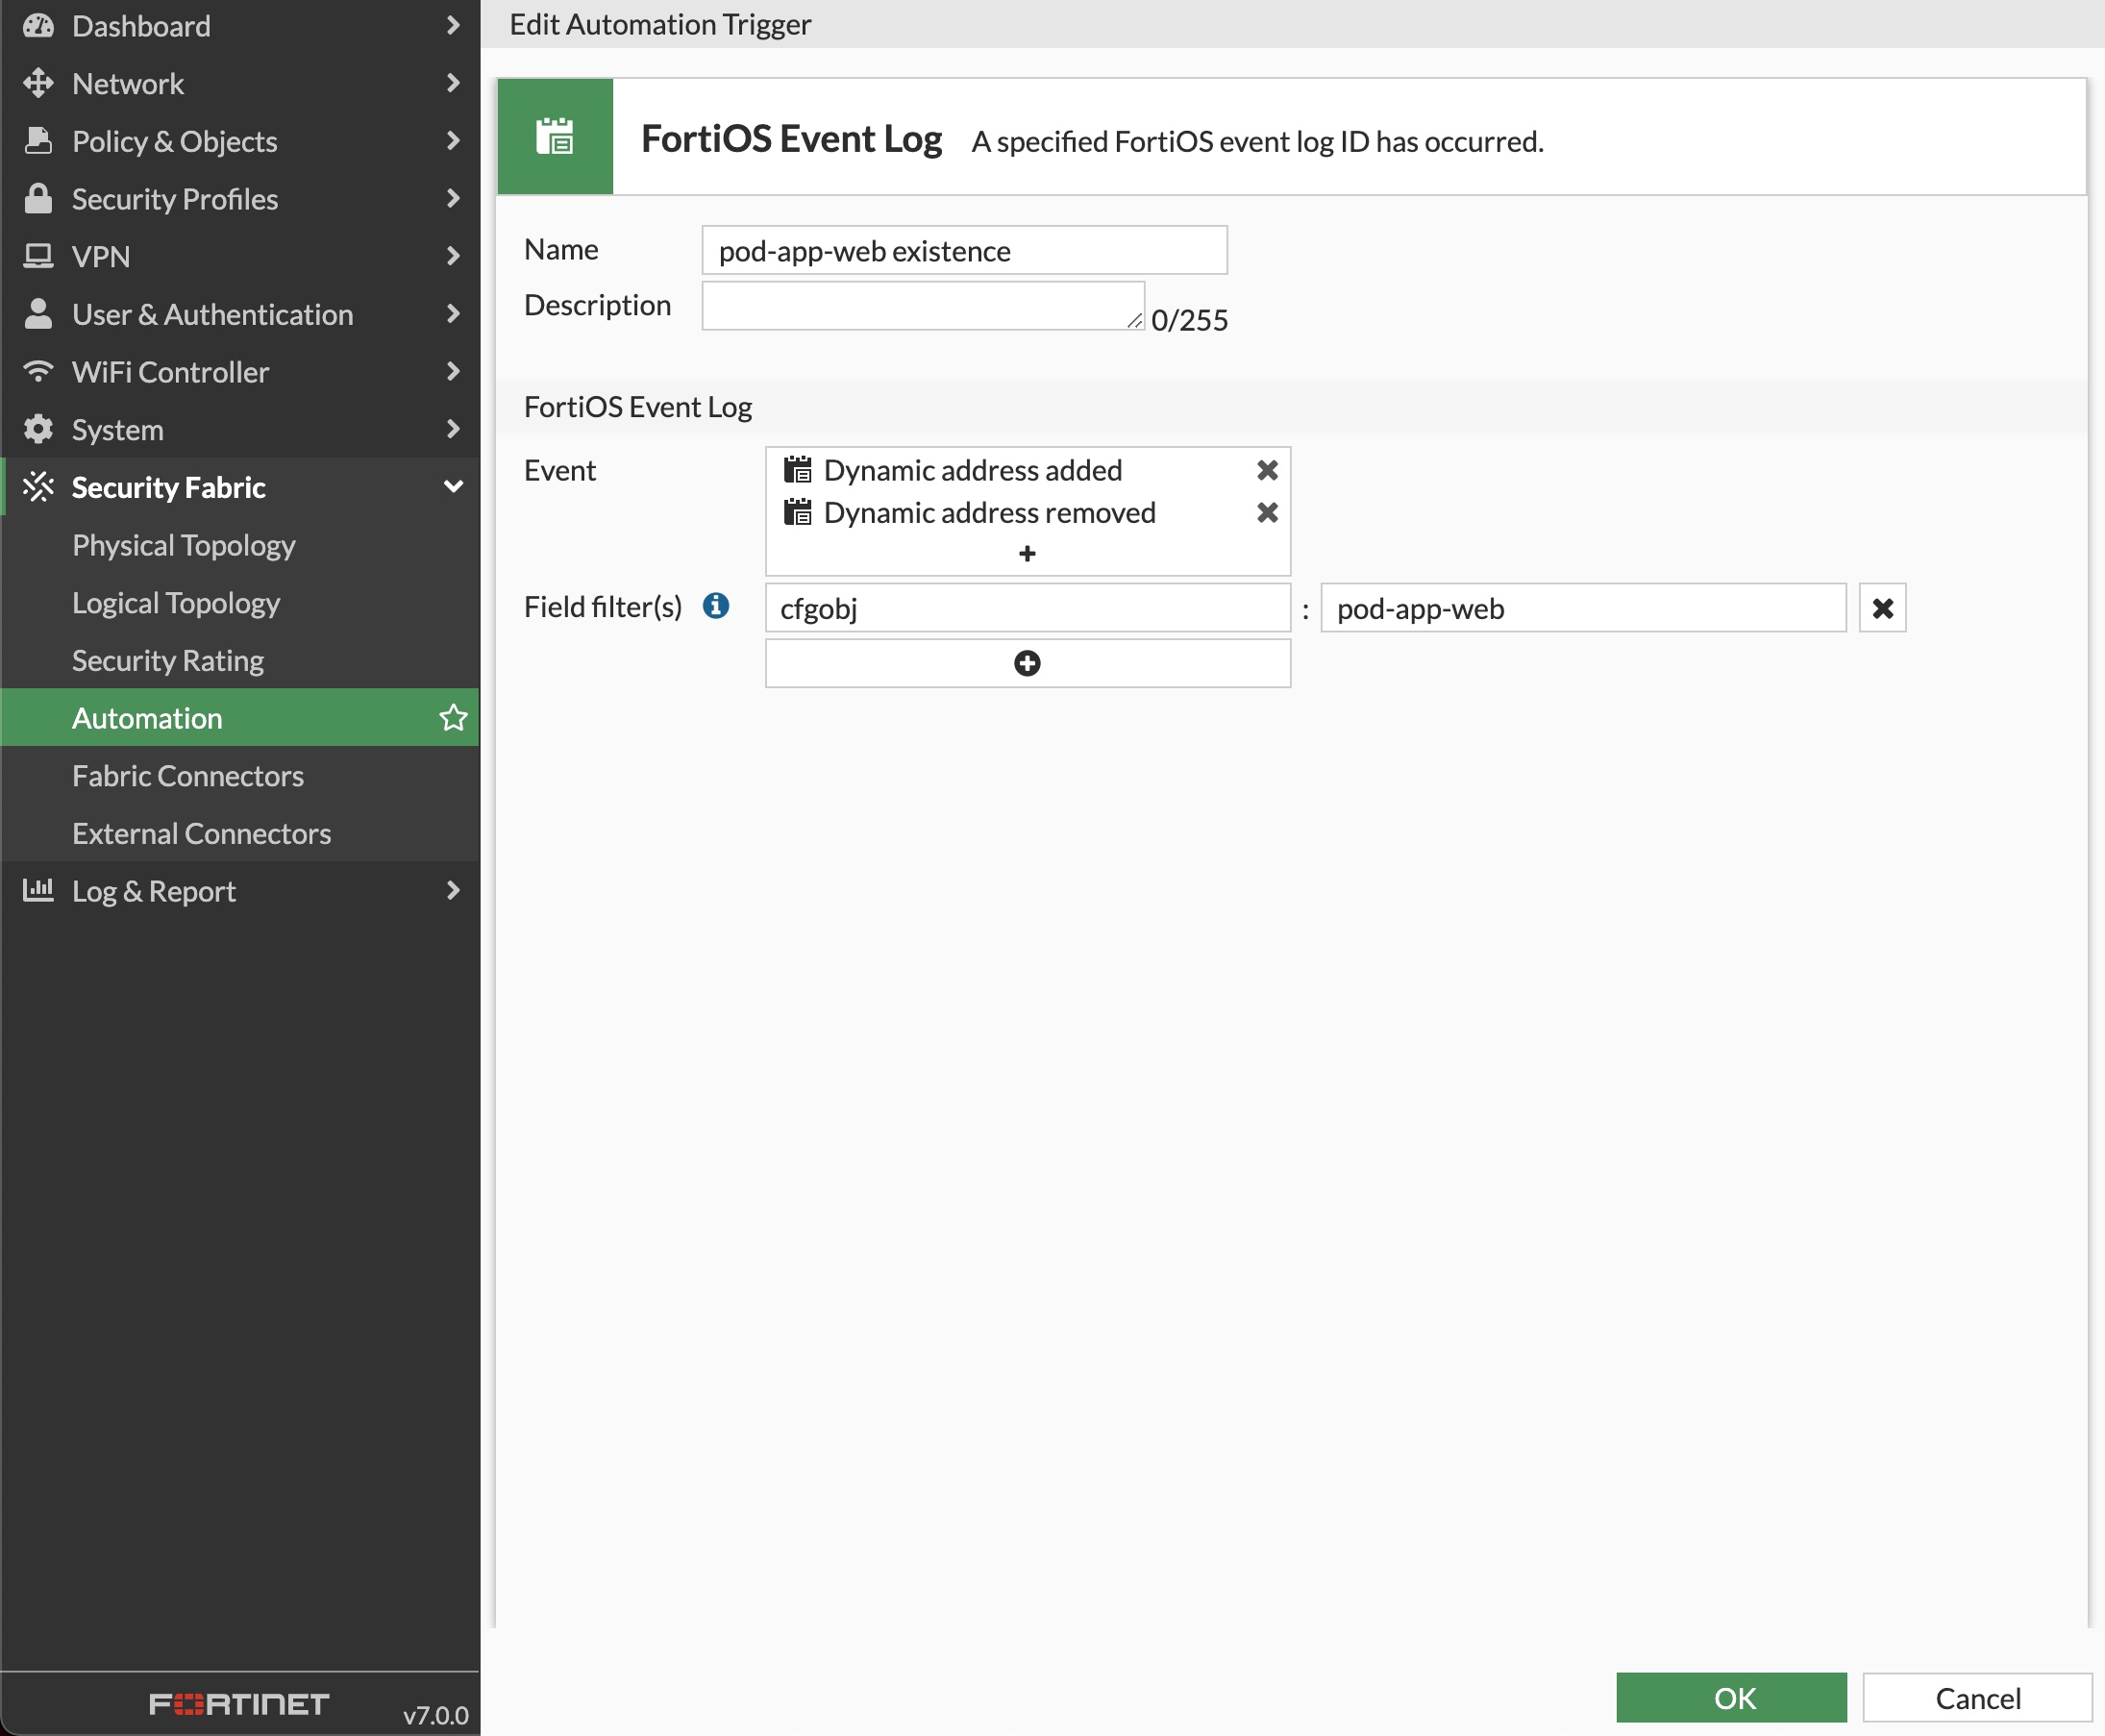 Dashboard
Network
Policy & Objects
Security Profiles
VPN
User & Authentication
WiFi Controller
System
Security Fabric
Physical Topology
Logical Topology
Security Rating
Automation
Fabric Connectors
External Connectors
Log & Report
FORTINET v7.0.0
Edit Automation Trigger
FortiOS Event Log A specified FortiOS event log ID has occurred.
Name pod-app-web existence
Description 0/255
FortiOS Event Log
Event Dynamic address added
Dynamic address removed
Field filter(s) cfgobj : pod-app-web
OK Cancel